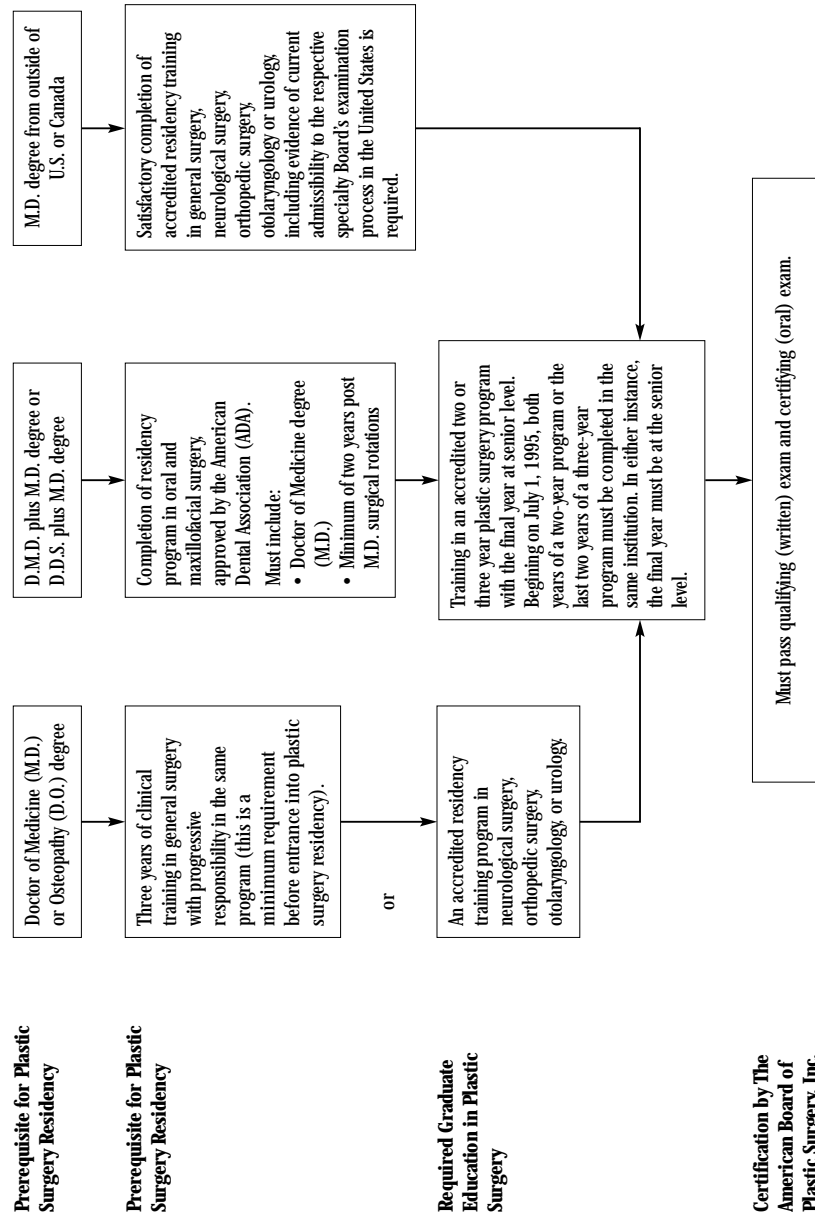 Prerequisite for Plastic
Surgery Residency
Doctor of Medicine (M.D.)
or Osteopathy (D.O.) degree
D.M.D. plus M.D. degree or
D.D.S. plus M.D. degree
M.D. degree from outside of
U.S. or Canada
Prerequisite for Plastic
Surgery Residency
Three years of clinical
training in general surgery
with progressive
responsibility in the same
program (this is a
minimum requirement
before entrance into plastic
surgery residency).
or
Completion of residency
program in oral and
maxillofacial surgery,
approved by the American
Dental Association (ADA).
Must include:
• Doctor of Medicine degree
(M.D.)
• Minimum of two years post
M.D. surgical rotations
Satisfactory completion of
accredited residency training
in general surgery,
neurological surgery,
orthopedic surgery,
otolaryngology or urology,
including evidence of current
admissibility to the respective
specialty Board's examination
process in the United States is
required.
Required Graduate
Education in Plastic
Surgery
An accredited residency
training program in
neurological surgery,
orthopedic surgery,
otolaryngology, or urology.
Training in an accredited two or
three year plastic surgery program
with the final year at senior level.
Begining on July 1, 1995, both
years of a two-year program or the
last two years of a three-year
program must be completed in the
same institution. In either instance,
the final year must be at the senior
level.
Certification by The
American Board of
Plastic Surgery, Inc.
Must pass qualifying (written) exam and certifying (oral) exam.